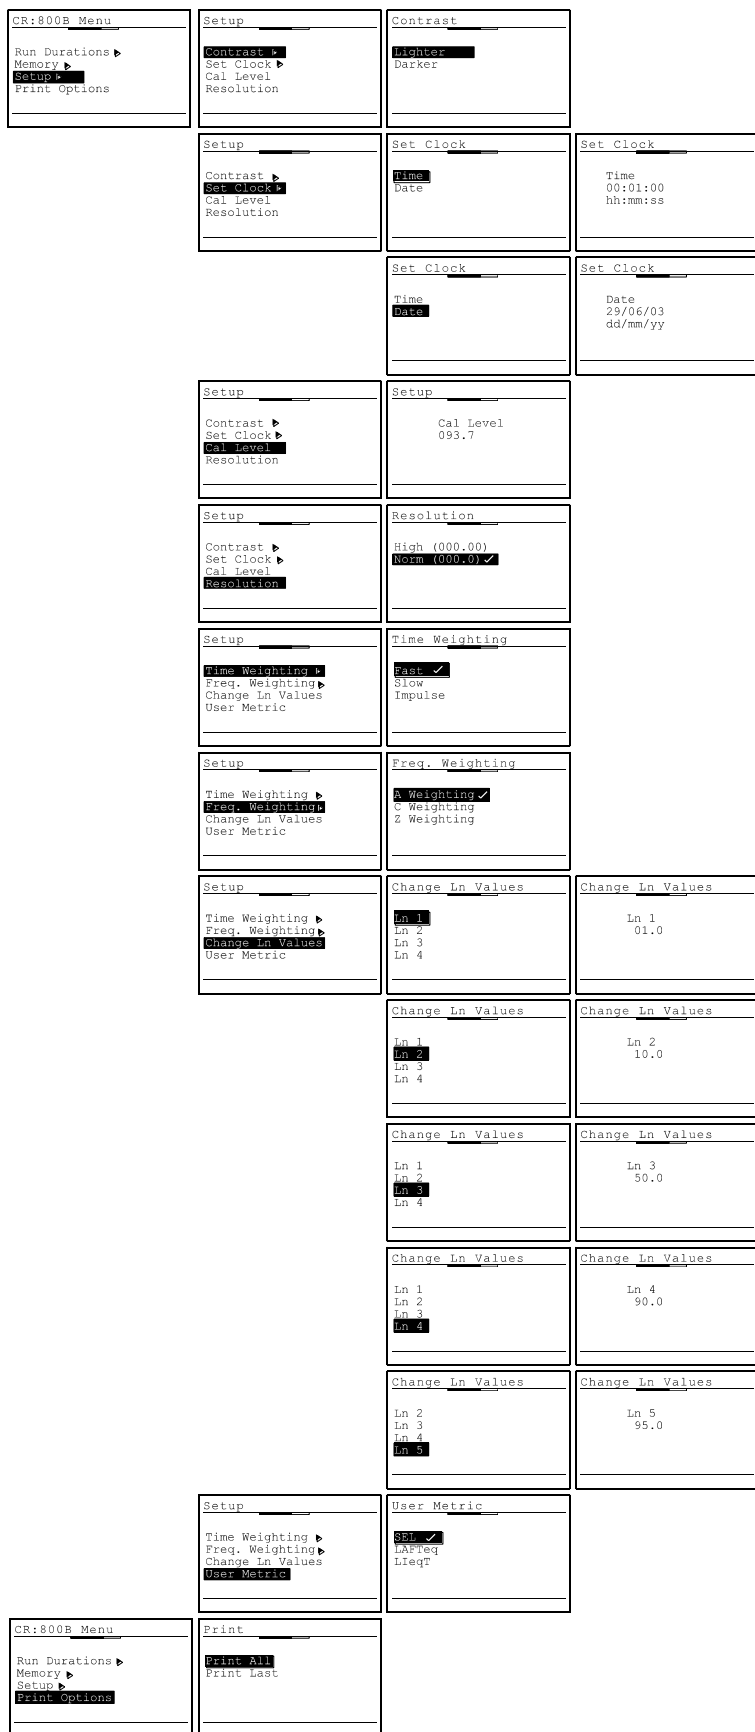 CR:800B Menu
Run Durations
Memory
Setup
Print Options
Setup
Contrast
Set Clock
Cal Level
Resolution
Contrast
Lighter
Darker
Setup
Contrast
Set Clock
Cal Level
Resolution
Set Clock
Time
Date
Set Clock
Time
00:01:00
hh:mm:ss
Set Clock
Time
Date
Set Clock
Date
29/06/03
dd/mm/yy
Setup
Contrast
Set Clock
Cal Level
Resolution
Setup
Cal Level
093.7
Setup
Contrast
Set Clock
Cal Level
Resolution
Resolution
High (000.00)
Norm (000.0) ✓
Setup
Time Weighting
Freq. Weighting
Change Ln Values
User Metric
Time Weighting
Fast ✓
Slow
Impulse
Setup
Time Weighting
Freq. Weighting
Change Ln Values
User Metric
Freq. Weighting
A Weighting ✓
C Weighting
Z Weighting
Setup
Time Weighting
Freq. Weighting
Change Ln Values
User Metric
Change Ln Values
Ln 1
Ln 2
Ln 3
Ln 4
Change Ln Values
Ln 1
01.0
Change Ln Values
Ln 1
Ln 2
Ln 3
Ln 4
Change Ln Values
Ln 2
10.0
Change Ln Values
Ln 1
Ln 2
Ln 3
Ln 4
Change Ln Values
Ln 3
50.0
Change Ln Values
Ln 1
Ln 2
Ln 3
Ln 4
Change Ln Values
Ln 4
90.0
Change Ln Values
Ln 2
Ln 3
Ln 4
Ln 5
Change Ln Values
Ln 5
95.0
Setup
Time Weighting
Freq. Weighting
Change Ln Values
User Metric
User Metric
SEL ✓
LAFTeq
LIeqT
CR:800B Menu
Run Durations
Memory
Setup
Print Options
Print
Print All
Print Last